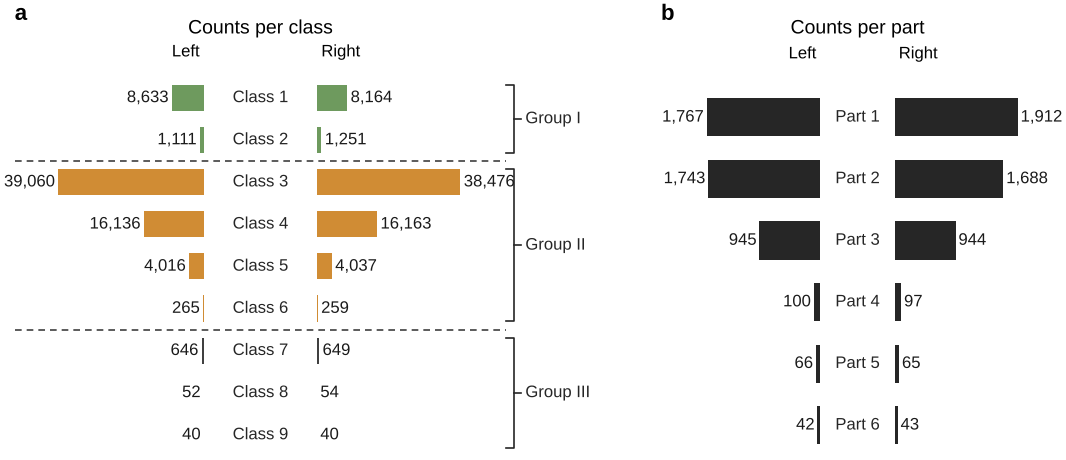 a
Counts per class
Left Right
8,633 Class 1 8,164
1,111 Class 2 1,251
Group I
39,060 Class 3 38,476
16,136 Class 4 16,163
4,016 Class 5 4,037
265 Class 6 259
Group II
646 Class 7 649
52 Class 8 54
40 Class 9 40
Group III
b
Counts per part
Left Right
1,767 Part 1 1,912
1,743 Part 2 1,688
945 Part 3 944
100 Part 4 97
66 Part 5 65
42 Part 6 43